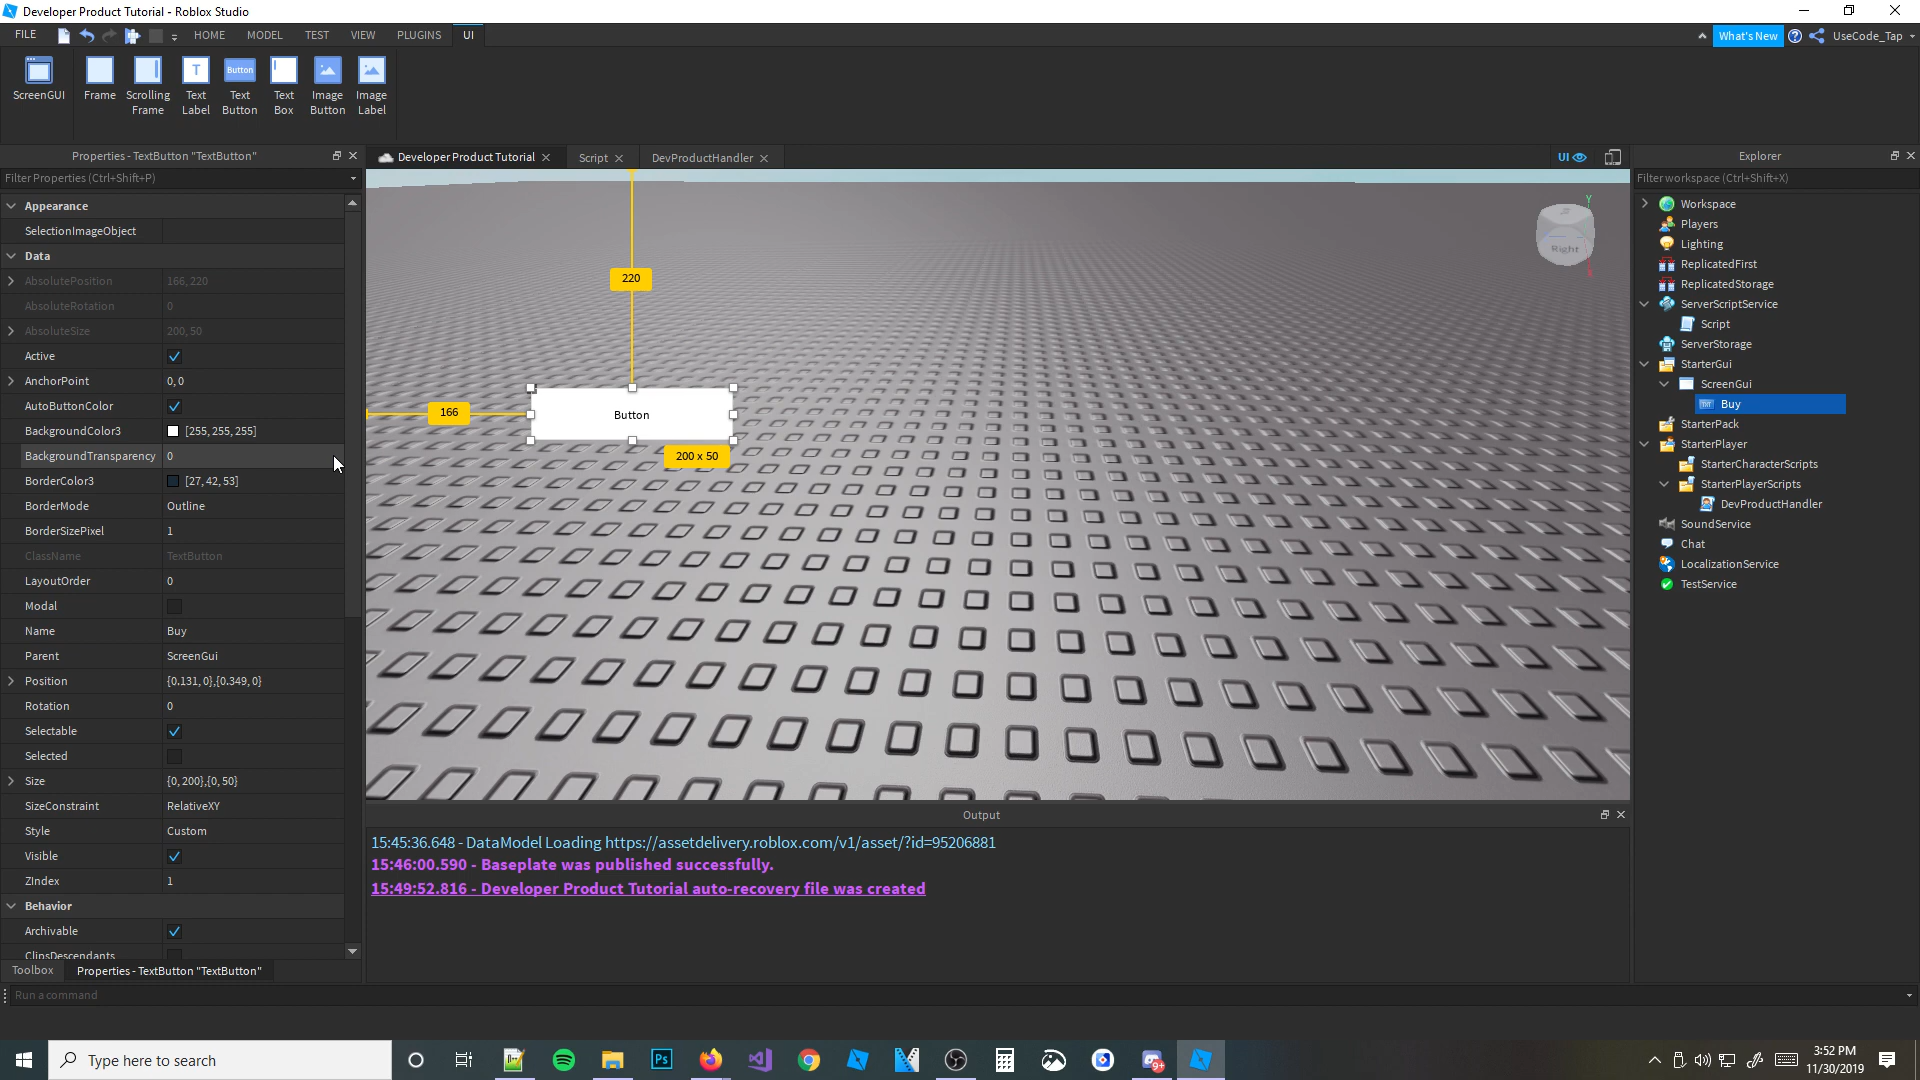 Developer Product Tutorial - Roblox Studio
FILE
HOME
MODEL
TEST
VIEW
PLUGINS
UI
What's New
UseCode_Tap
ScreenGUI
Frame
Scrolling
Frame
Text
Label
Button
Text
Button
Text
Box
Image
Button
Image
Label
Properties - TextButton "TextButton"
Filter Properties (Ctrl+Shift+P)
Appearance
SelectionImageObject
Data
AbsolutePosition 166, 220
AbsoluteRotation 0
AbsoluteSize 200, 50
Active
AnchorPoint 0, 0
AutoButtonColor
BackgroundColor3 [255, 255, 255]
BackgroundTransparency 0
BorderColor3 [27, 42, 53]
BorderMode Outline
BorderSizePixel 1
ClassName TextButton
LayoutOrder 0
Modal
Name Buy
Parent ScreenGui
Position {0.131, 0},{0.349, 0}
Rotation 0
Selectable
Selected
Size {0, 200},{0, 50}
SizeConstraint RelativeXY
Style Custom
Visible
ZIndex 1
Behavior
Archivable
ClipsDescendants
Toolbox
Properties - TextButton "TextButton"
Run a command
Developer Product Tutorial
Script
DevProductHandler
UI
220
166
Button
200 x 50
Y
Right
Output
15:45:36.648 - DataModel Loading https://assetdelivery.roblox.com/v1/asset/?id=95206881
15:46:00.590 - Baseplate was published successfully.
15:49:52.816 - Developer Product Tutorial auto-recovery file was created
Explorer
Filter workspace (Ctrl+Shift+X)
Workspace
Players
Lighting
ReplicatedFirst
ReplicatedStorage
ServerScriptService
Script
ServerStorage
StarterGui
ScreenGui
Buy
StarterPack
StarterPlayer
StarterCharacterScripts
StarterPlayerScripts
DevProductHandler
SoundService
Chat
LocalizationService
TestService
Type here to search
Ps
9+
3:52 PM
11/30/2019